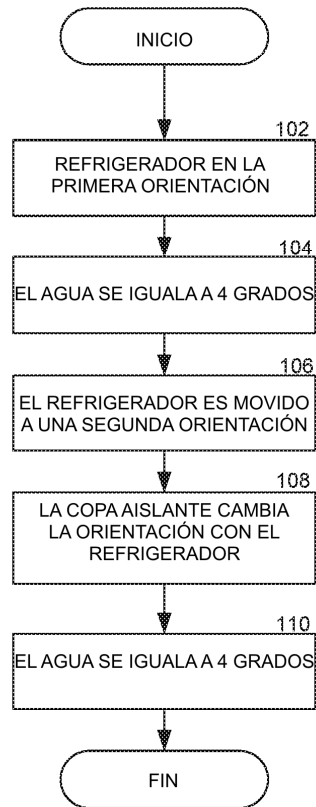 INICIO
102
REFRIGERADOR EN LA
PRIMERA ORIENTACIÓN
104
EL AGUA SE IGUALA A 4 GRADOS
106
EL REFRIGERADOR ES MOVIDO
A UNA SEGUNDA ORIENTACIÓN
108
LA COPA AISLANTE CAMBIA
LA ORIENTACIÓN CON EL
REFRIGERADOR
110
EL AGUA SE IGUALA A 4 GRADOS
FIN